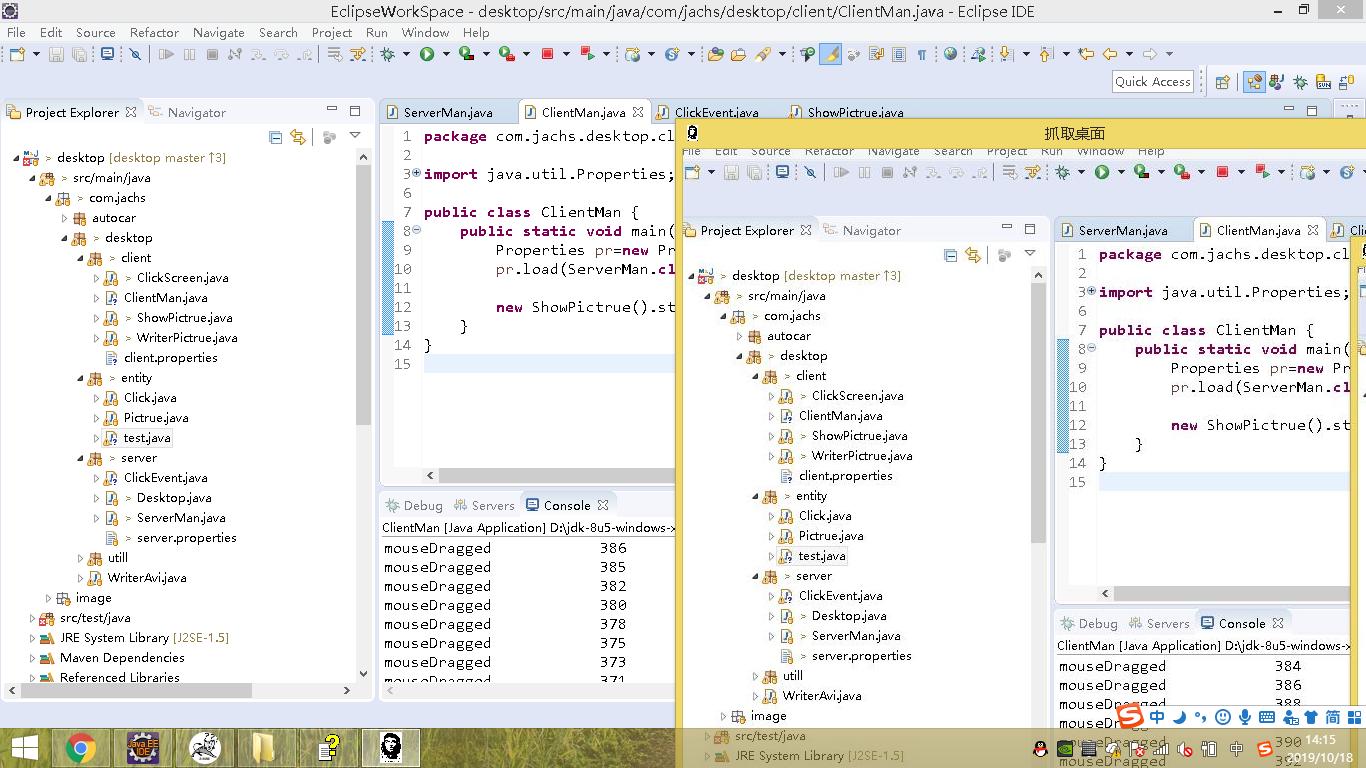 EclipseWorkSpace - desktop/src/main/java/com/jachs/desktop/client/ClientMan.java - Eclipse IDE
File Edit Source Refactor Navigate Search Project Run Window Help
Quick Access
Project Explorer Navigator
> desktop [desktop master ↑3]
> src/main/java
> com.jachs
autocar
> desktop
> client
> ClickScreen.java
ClientMan.java
> ShowPictrue.java
> WriterPictrue.java
client.properties
> entity
Click.java
Pictrue.java
test.java
> server
ClickEvent.java
> Desktop.java
> ServerMan.java
> server.properties
utill
WriterAvi.java
image
src/test/java
JRE System Library [J2SE-1.5]
Maven Dependencies
Referenced Libraries
ServerMan.java ClientMan.java ClickEvent.java ShowPictrue.java
1 package com.jachs.desktop.cl
2
3 import java.util.Properties;
6
7 public class ClientMan {
8 public static void main(
9 Properties pr=new Pr
10 pr.load(ServerMan.cl
11
12 new ShowPictrue().st
13 }
14 }
15
Debug Servers Console
ClientMan [Java Application] D:\jdk-8u5-windows-x
mouseDragged 386
mouseDragged 385
mouseDragged 382
mouseDragged 380
mouseDragged 378
mouseDragged 375
mouseDragged 373
mouseDragged 371
抓取桌面
File Edit Source Refactor Navigate Search Project Run Window Help
Project Explorer Navigator
> desktop [desktop master ↑3]
> src/main/java
> com.jachs
autocar
> desktop
> client
> ClickScreen.java
ClientMan.java
> ShowPictrue.java
> WriterPictrue.java
client.properties
> entity
Click.java
Pictrue.java
test.java
> server
ClickEvent.java
> Desktop.java
> ServerMan.java
> server.properties
utill
WriterAvi.java
image
src/test/java
JRE System Library [J2SE-1.5]
ServerMan.java ClientMan.java Clic
1 package com.jachs.desktop.cl
2
3 import java.util.Properties;
6
7 public class ClientMan {
8 public static void main(
9 Properties pr=new Pr
10 pr.load(ServerMan.cl
11
12 new ShowPictrue().st
13 }
14 }
15
Debug Servers Console
ClientMan [Java Application] D:\jdk-8u5-windows-x
mouseDragged 384
mouseDragged 386
mouseDragged 388
390
392
中 简
中
14:15
2019/10/18